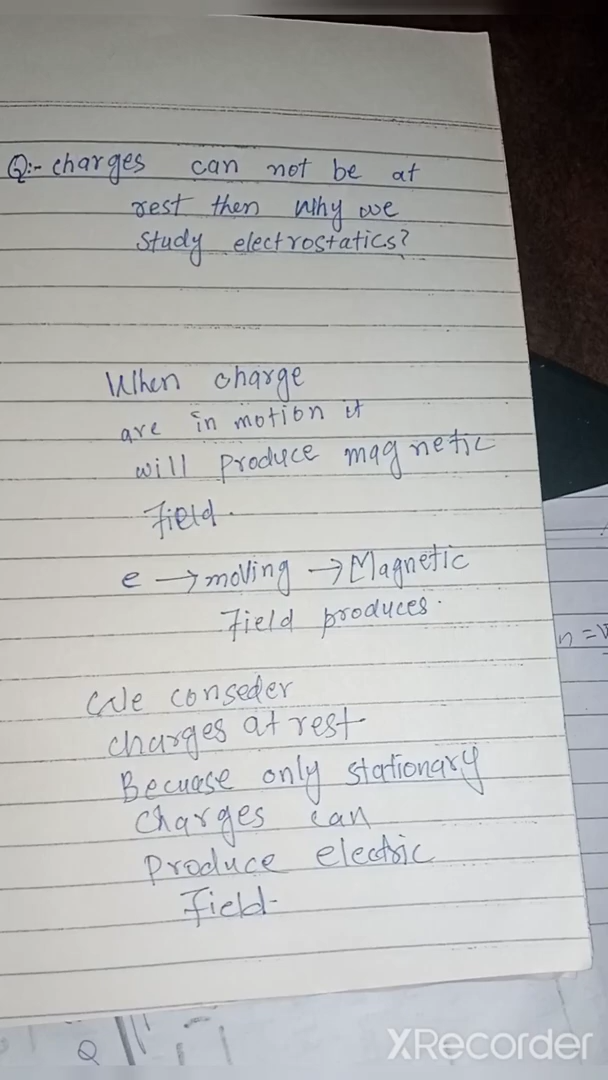 Q:- charges can not be at
rest then why we
study electrostatics?
When charge
are in motion it
will produce magnetic
field.
e → moving → Magnetic
Field produces.
We conseder
charges at rest
Becuase only stationary
charges can
produce electric
Field-
n =
Q
XRecorder